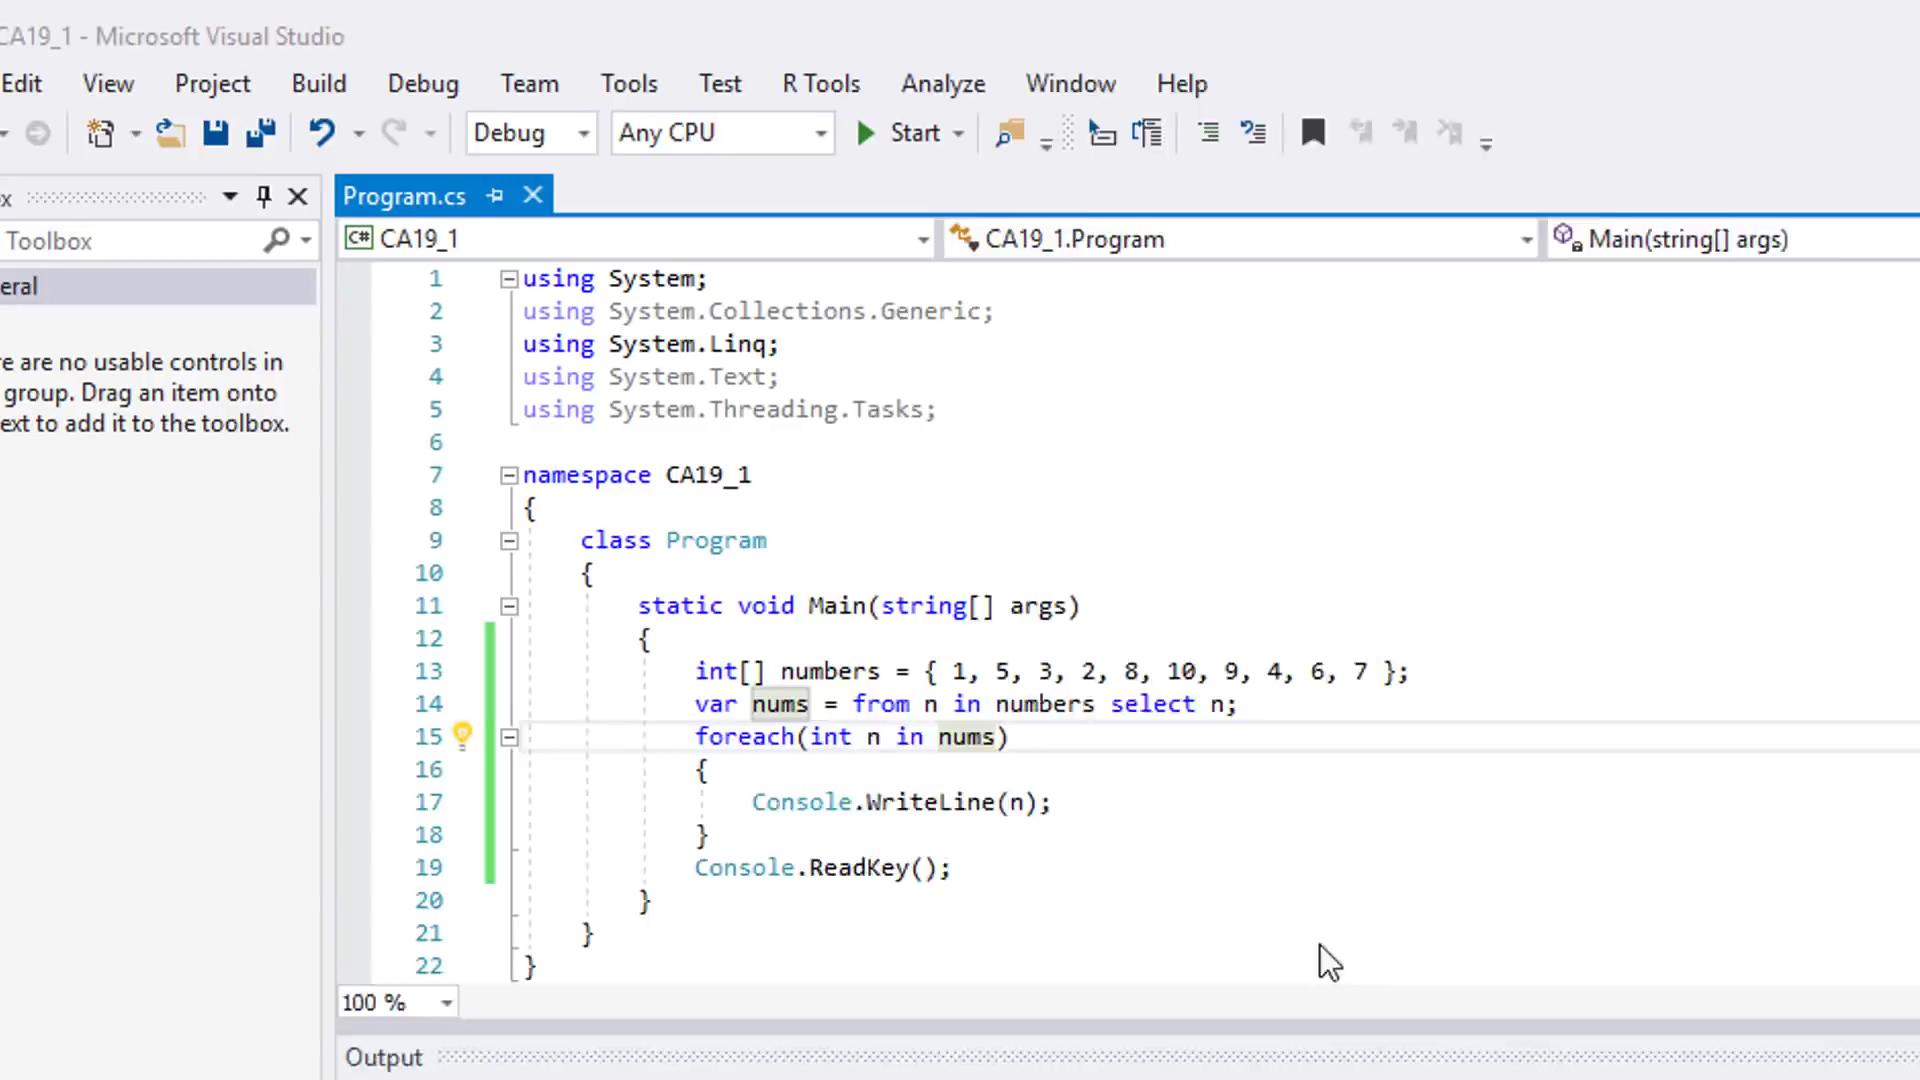 CA19_1 - Microsoft Visual Studio
Edit View Project Build Debug Team Tools Test R Tools Analyze Window Help
Debug Any CPU Start
x Program.cs
Toolbox CA19_1 CA19_1.Program Main(string[] args)
eral
re are no usable controls in
group. Drag an item onto
ext to add it to the toolbox.
1 using System;
2 using System.Collections.Generic;
3 using System.Linq;
4 using System.Text;
5 using System.Threading.Tasks;
6
7 namespace CA19_1
8 {
9 class Program
10 {
11 static void Main(string[] args)
12 {
13 int[] numbers = { 1, 5, 3, 2, 8, 10, 9, 4, 6, 7 };
14 var nums = from n in numbers select n;
15 foreach(int n in nums)
16 {
17 Console.WriteLine(n);
18 }
19 Console.ReadKey();
20 }
21 }
22 }
100 %
Output